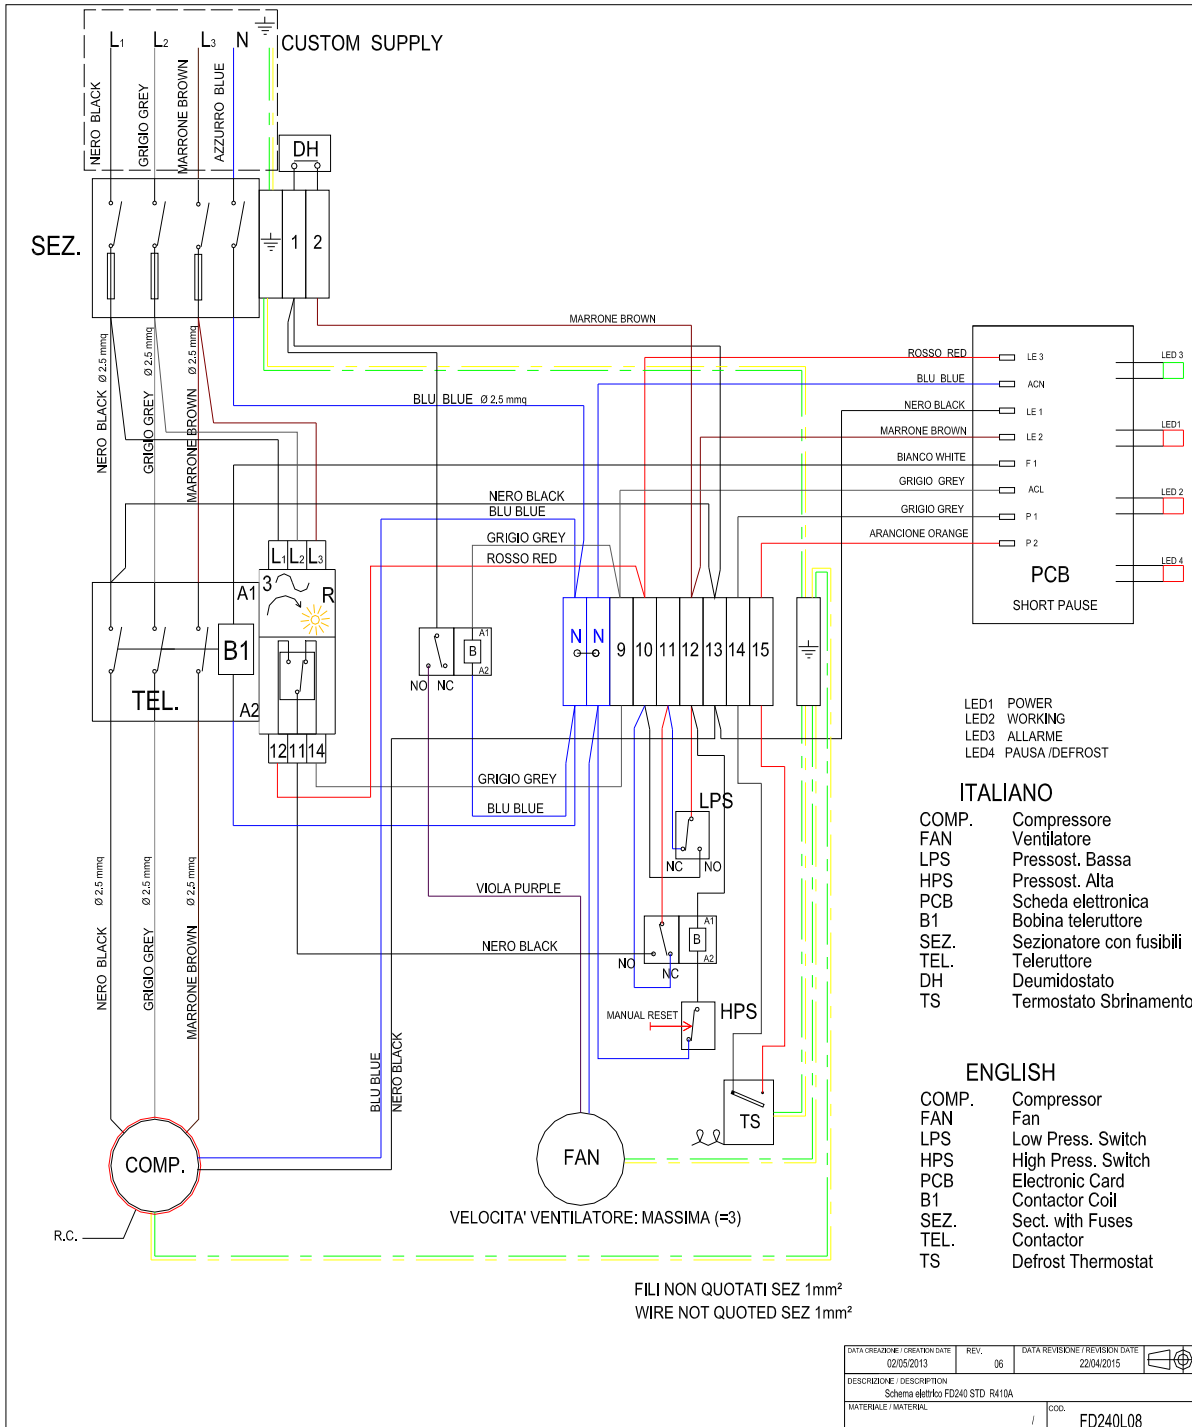 L1 L2 L3 N
CUSTOM SUPPLY
NERO BLACK
GRIGIO GREY
MARRONE BROWN
AZZURRO BLUE
DH
SEZ.
1 2
MARRONE BROWN
ROSSO RED
BLU BLUE
NERO BLACK
MARRONE BROWN
BIANCO WHITE
GRIGIO GREY
GRIGIO GREY
ARANCIONE ORANGE
LE 3
ACN
LE 1
LE 2
F 1
ACL
P 1
P 2
PCB
SHORT PAUSE
LED 3
LED1
LED 2
LED 4
NERO BLACK Ø 2.5 mmq
GRIGIO GREY Ø 2.5 mmq
MARRONE BROWN Ø 2.5 mmq
BLU BLUE Ø 2,5 mmq
NERO BLACK
BLU BLUE
GRIGIO GREY
ROSSO RED
L1 L2 L3
A1 3 R
B1
TEL.
A2
12 11 14
A1
B
A2
NO NC
N N 9 10 11 12 13 14 15
GRIGIO GREY
BLU BLUE
LPS
NC NO
VIOLA PURPLE
NERO BLACK
A1
B
A2
NO
NC
MANUAL RESET
HPS
TS
NERO BLACK Ø 2.5 mmq
GRIGIO GREY Ø 2.5 mmq
MARRONE BROWN Ø 2.5 mmq
BLU BLUE
NERO BLACK
COMP.
FAN
R.C.
VELOCITA' VENTILATORE: MASSIMA (=3)
FILI NON QUOTATI SEZ 1mm²
WIRE NOT QUOTED SEZ 1mm²
LED1 POWER
LED2 WORKING
LED3 ALLARME
LED4 PAUSA /DEFROST
ITALIANO
COMP. Compressore
FAN Ventilatore
LPS Pressost. Bassa
HPS Pressost. Alta
PCB Scheda elettronica
B1 Bobina teleruttore
SEZ. Sezionatore con fusibili
TEL. Teleruttore
DH Deumidostato
TS Termostato Sbrinamento
ENGLISH
COMP. Compressor
FAN Fan
LPS Low Press. Switch
HPS High Press. Switch
PCB Electronic Card
B1 Contactor Coil
SEZ. Sect. with Fuses
TEL. Contactor
TS Defrost Thermostat
DATA CREAZIONE / CREATION DATE
02/05/2013
REV.
06
DATA REVISIONE / REVISION DATE
22/04/2015
DESCRIZIONE / DESCRIPTION
Schema elettrico FD240 STD R410A
MATERIALE / MATERIAL
/
COD.
FD240L08